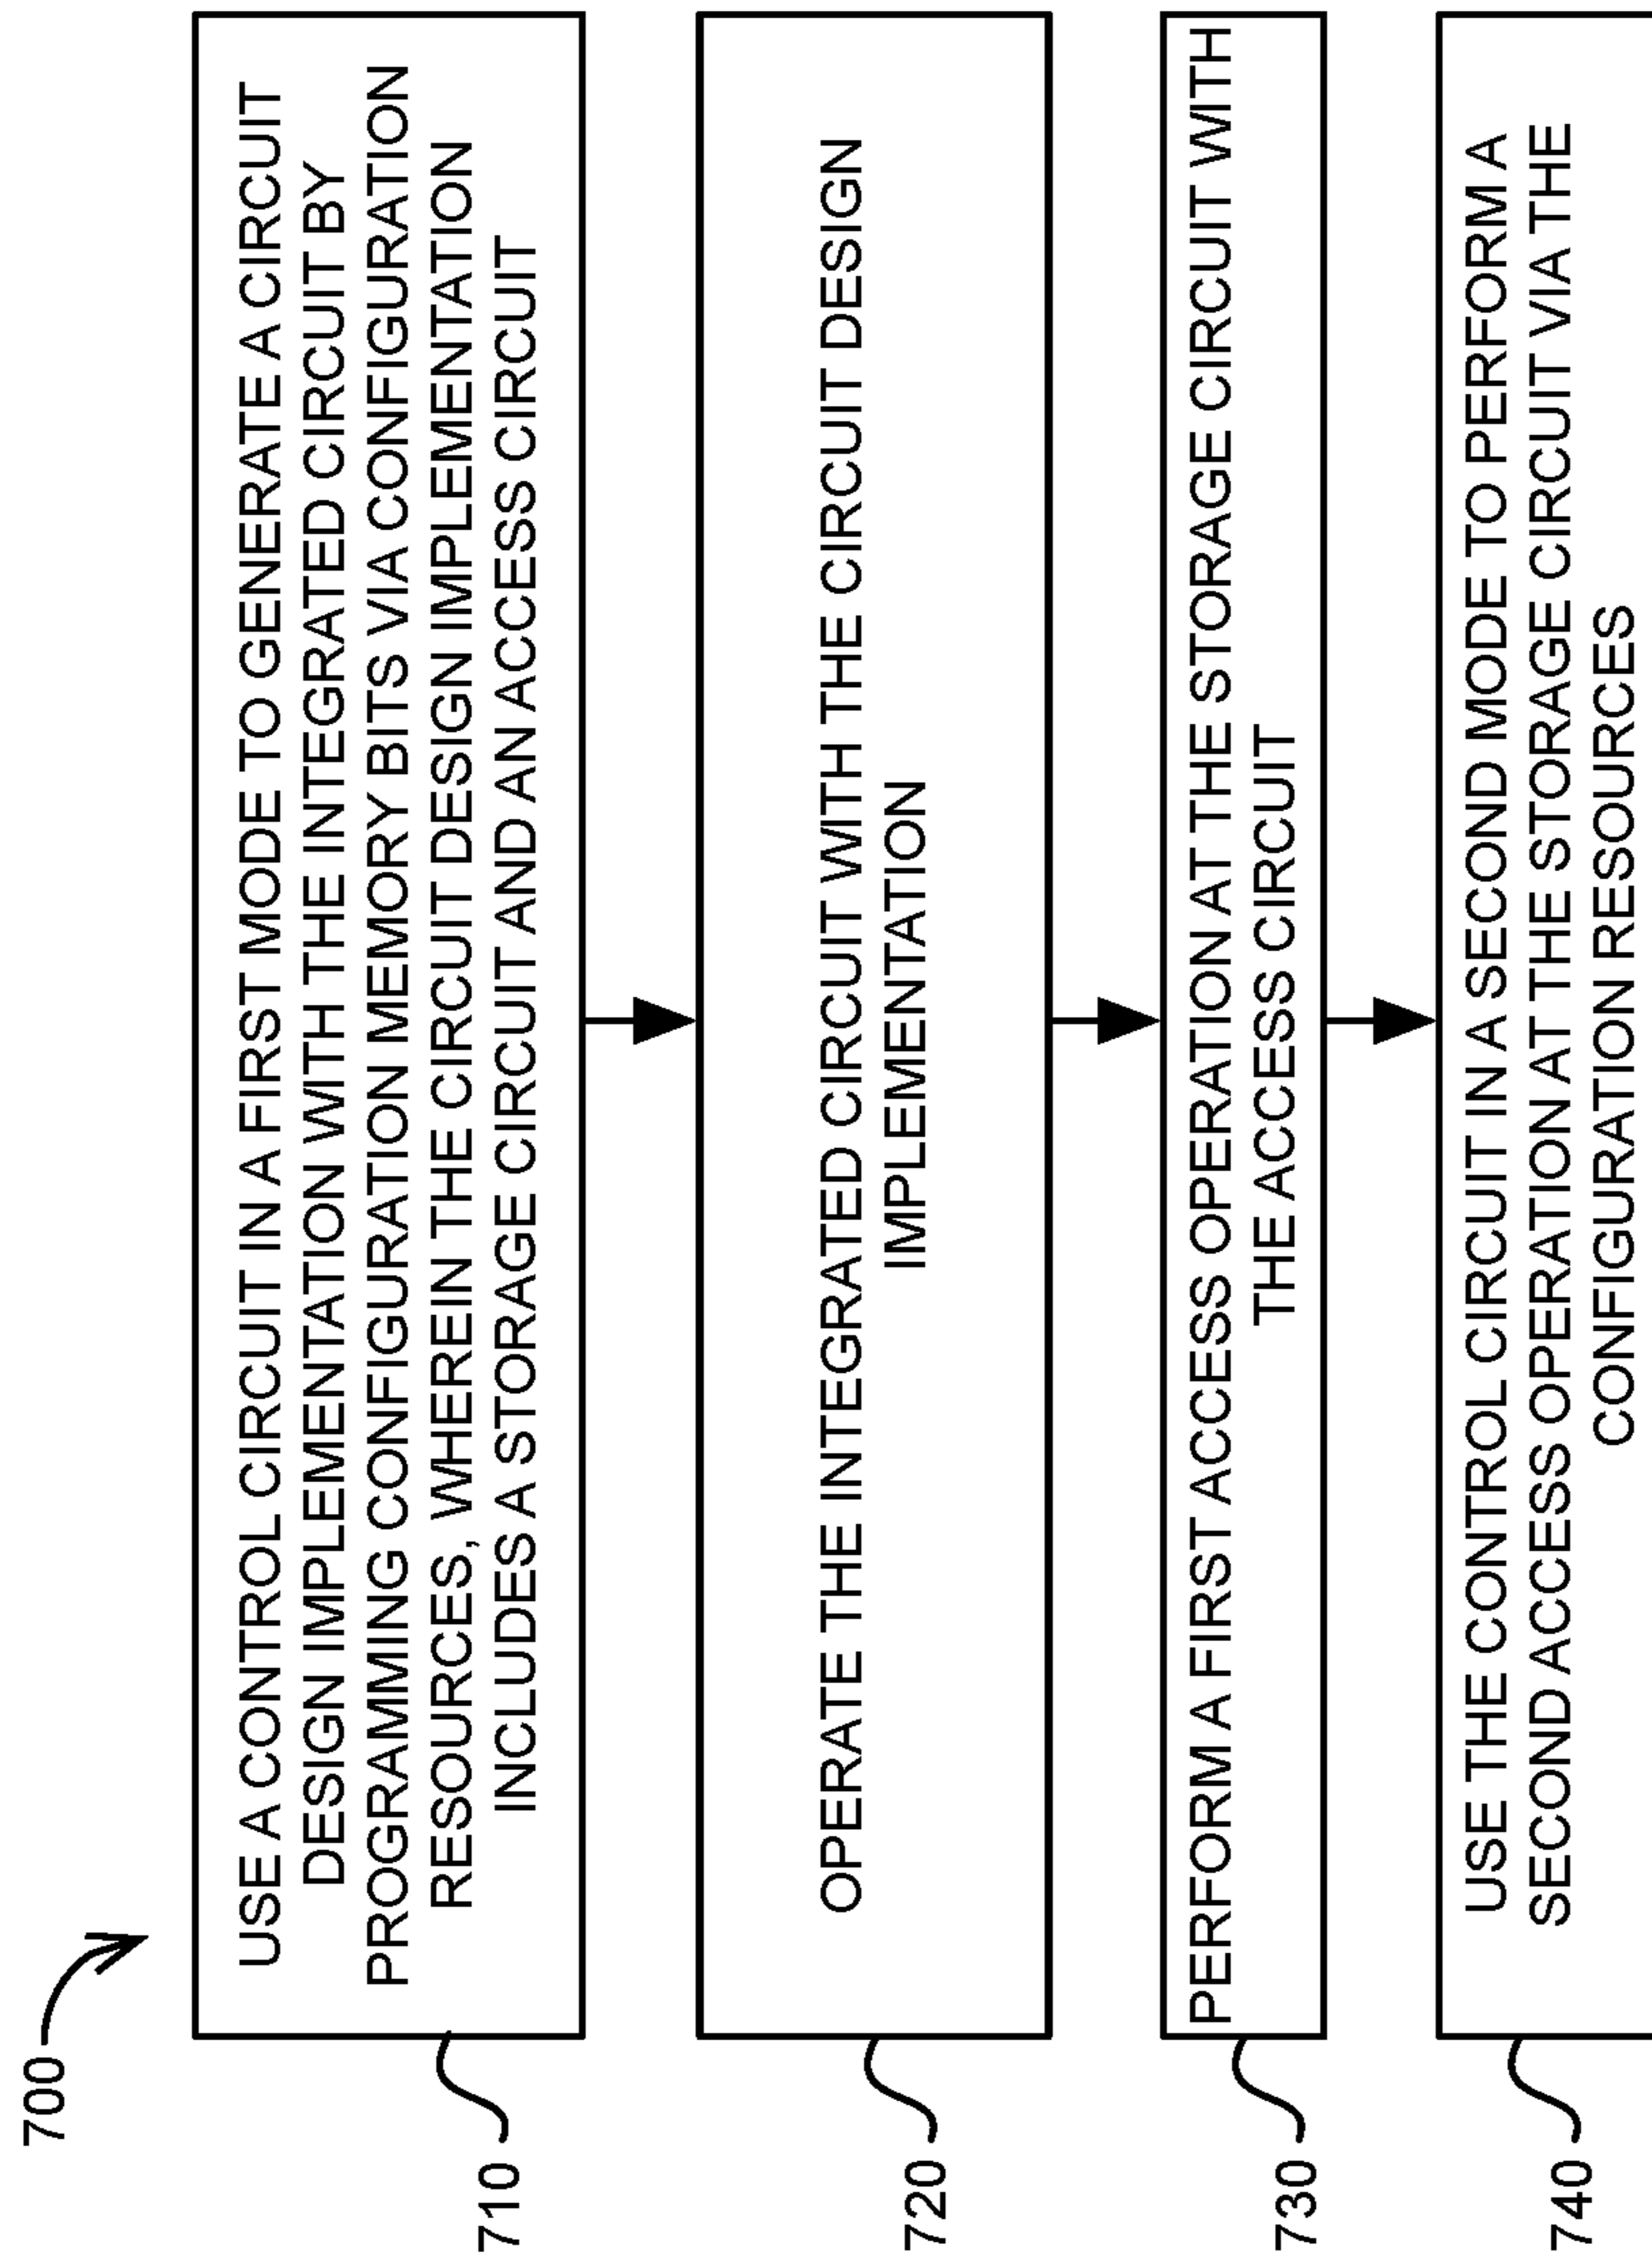 700
710
USE A CONTROL CIRCUIT IN A FIRST MODE TO GENERATE A CIRCUIT
DESIGN IMPLEMENTATION WITH THE INTEGRATED CIRCUIT BY
PROGRAMMING CONFIGURATION MEMORY BITS VIA CONFIGURATION
RESOURCES, WHEREIN THE CIRCUIT DESIGN IMPLEMENTATION
INCLUDES A STORAGE CIRCUIT AND AN ACCESS CIRCUIT
720
OPERATE THE INTEGRATED CIRCUIT WITH THE CIRCUIT DESIGN
IMPLEMENTATION
730
PERFORM A FIRST ACCESS OPERATION AT THE STORAGE CIRCUIT WITH
THE ACCESS CIRCUIT
740
USE THE CONTROL CIRCUIT IN A SECOND MODE TO PERFORM A
SECOND ACCESS OPERATION AT THE STORAGE CIRCUIT VIA THE
CONFIGURATION RESOURCES